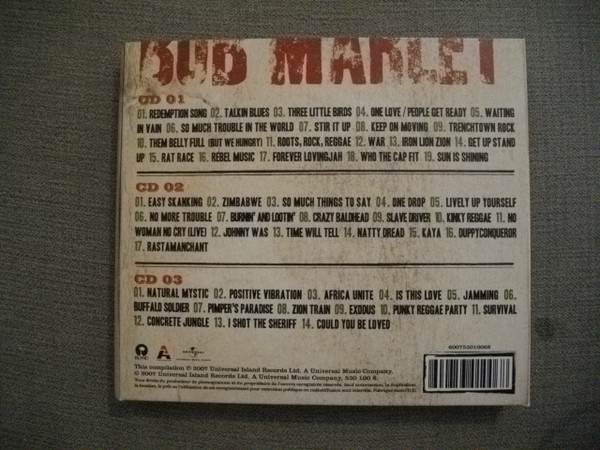 BOB MARLEY
CD 01
01. REDEMPTION SONG 02. TALKIN BLUES 03. THREE LITTLE BIRDS 04. ONE LOVE / PEOPLE GET READY 05. WAITING
IN VAIN 06. SO MUCH TROUBLE IN THE WORLD 07. STIR IT UP 08. KEEP ON MOVING 09. TRENCHTOWN ROCK
10. THEM BELLY FULL (BUT WE HUNGRY) 11. ROOTS, ROCK, REGGAE 12. WAR 13. IRON LION ZION 14. GET UP STAND
UP 15. RAT RACE 16. REBEL MUSIC 17. FOREVER LOVINGJAH 18. WHO THE CAP FIT 19. SUN IS SHINING
CD 02
01. EASY SKANKING 02. ZIMBABWE 03. SO MUCH THINGS TO SAY 04. ONE DROP 05. LIVELY UP YOURSELF
06. NO MORE TROUBLE 07. BURNIN' AND LOOTIN' 08. CRAZY BALDHEAD 09. SLAVE DRIVER 10. KINKY REGGAE 11. NO
WOMAN NO CRY (LIVE) 12. JOHNNY WAS 13. TIME WILL TELL 14. NATTY DREAD 15. KAYA 16. DUPPYCONQUEROR
17. RASTAMANCHANT
CD 03
01. NATURAL MYSTIC 02. POSITIVE VIBRATION 03. AFRICA UNITE 04. IS THIS LOVE 05. JAMMING 06.
BUFFALO SOLDIER 07. PIMPER'S PARADISE 08. ZION TRAIN 09. EXODUS 10. PUNKY REGGAE PARTY 11. SURVIVAL
12. CONCRETE JUNGLE 13. I SHOT THE SHERIFF 14. COULD YOU BE LOVED
This compilation ℗ 2007 Universal Island Records Ltd. A Universal Music Company.
© 2007 Universal Island Records Ltd. A Universal Music Company. 530 100 6.